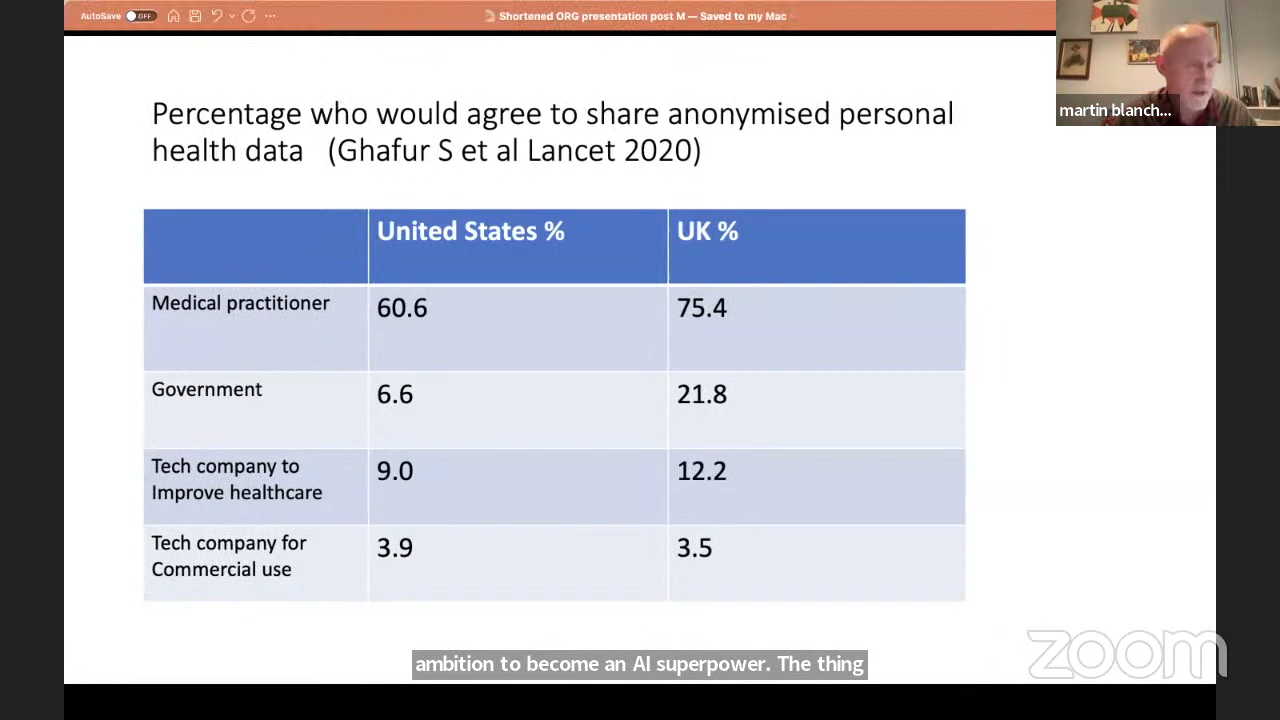 AutoSave OFF
Shortened ORG presentation post M — Saved to my Mac
martin blanch...
Percentage who would agree to share anonymised personal
health data (Ghafur S et al Lancet 2020)
United States % UK %
Medical practitioner 60.6 75.4
Government 6.6 21.8
Tech company to
Improve healthcare 9.0 12.2
Tech company for
Commercial use 3.9 3.5
ambition to become an AI superpower. The thing
zoom